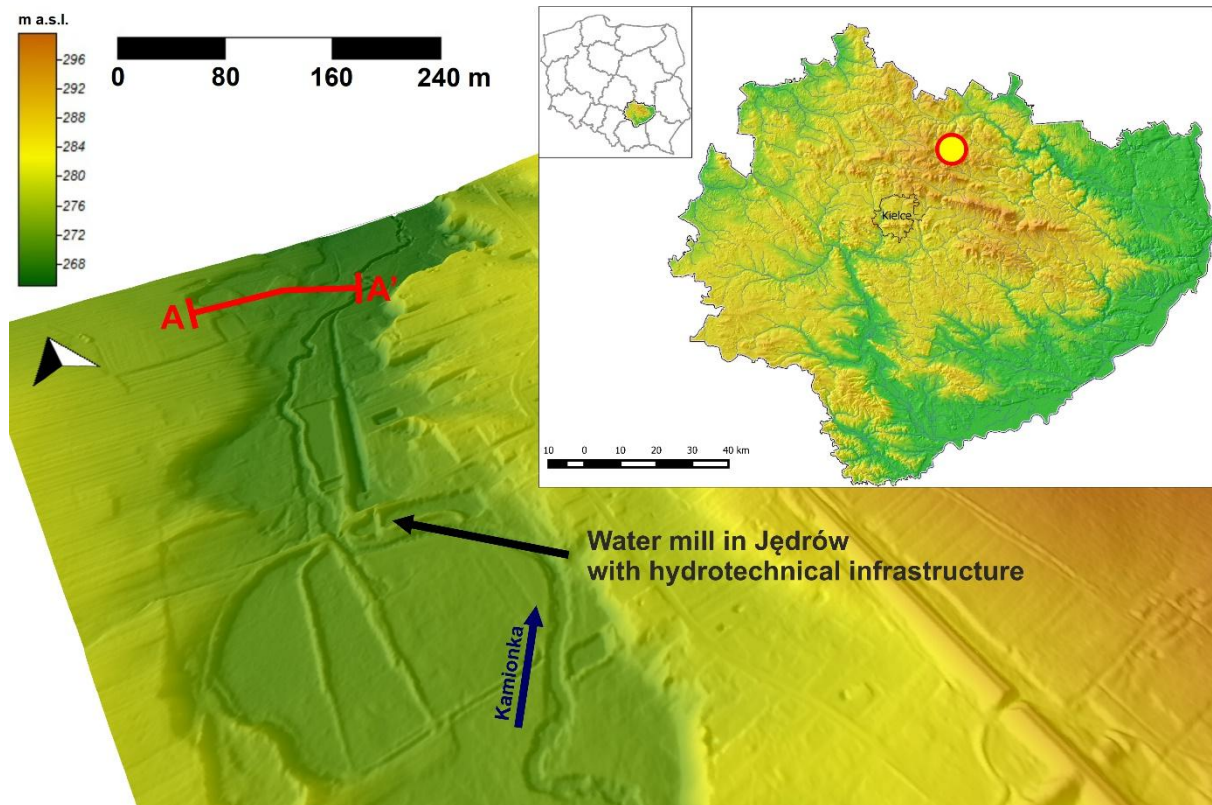 m a.s.l.
296
292
288
284
280
276
272
268
0 80 160 240 m
A A'
Kielce
10 0 10 20 30 40 km
Water mill in Jędrów
with hydrotechnical infrastructure
Kamionka